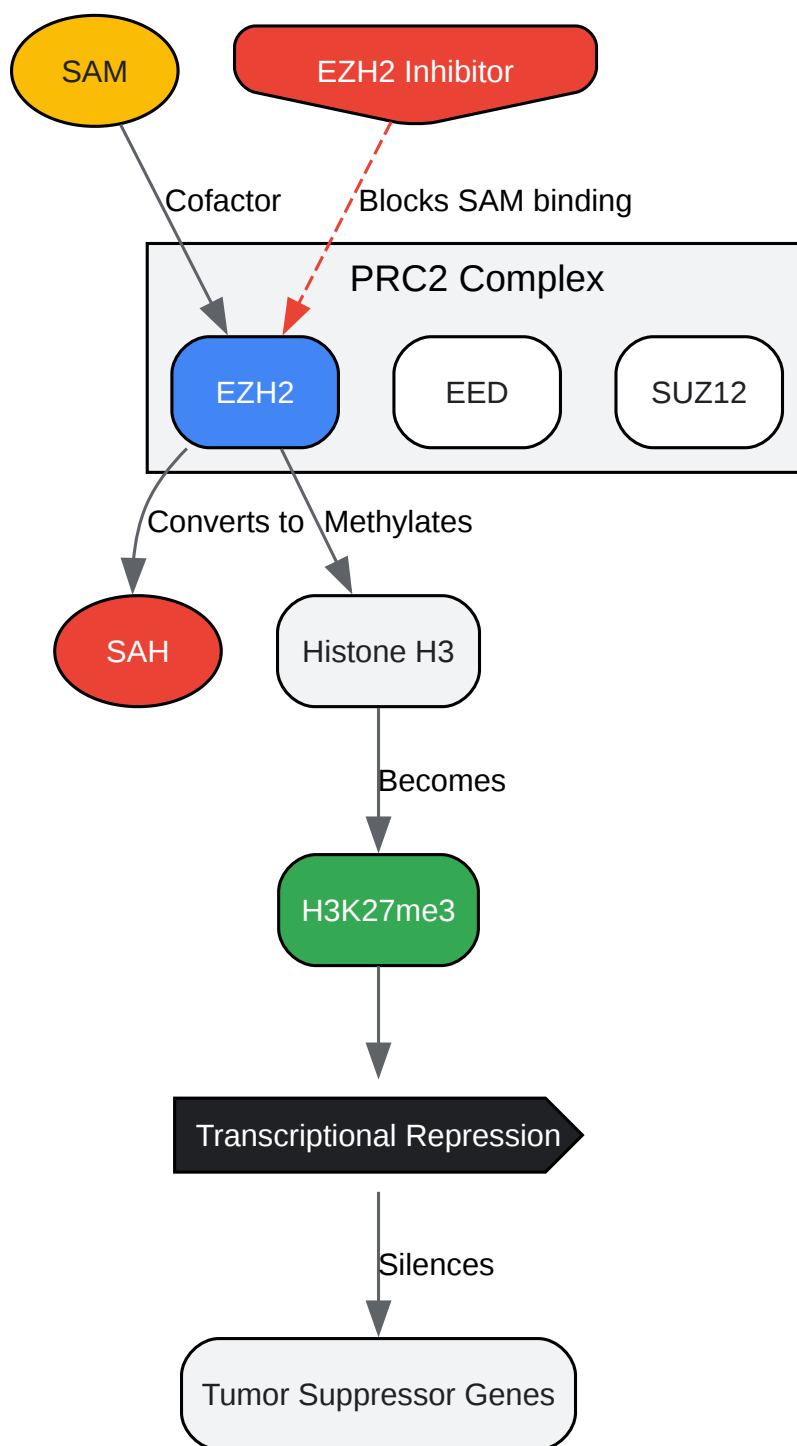 SAM
EZH2 Inhibitor
Cofactor
Blocks SAM binding
PRC2 Complex
EZH2
EED
SUZ12
Converts to
Methylates
SAH
Histone H3
Becomes
H3K27me3
Transcriptional Repression
Silences
Tumor Suppressor Genes